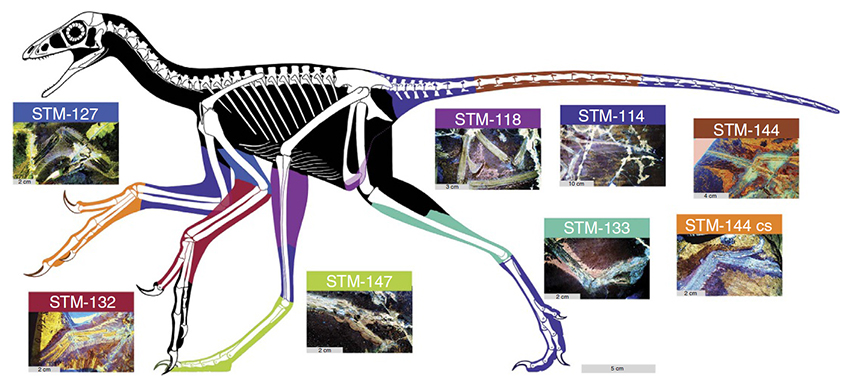 STM-127
2 cm
STM-118
3 cm
STM-114
10 cm
STM-144
4 cm
STM-133
2 cm
STM-144 cs
2 cm
STM-147
2 cm
STM-132
2 cm
5 cm